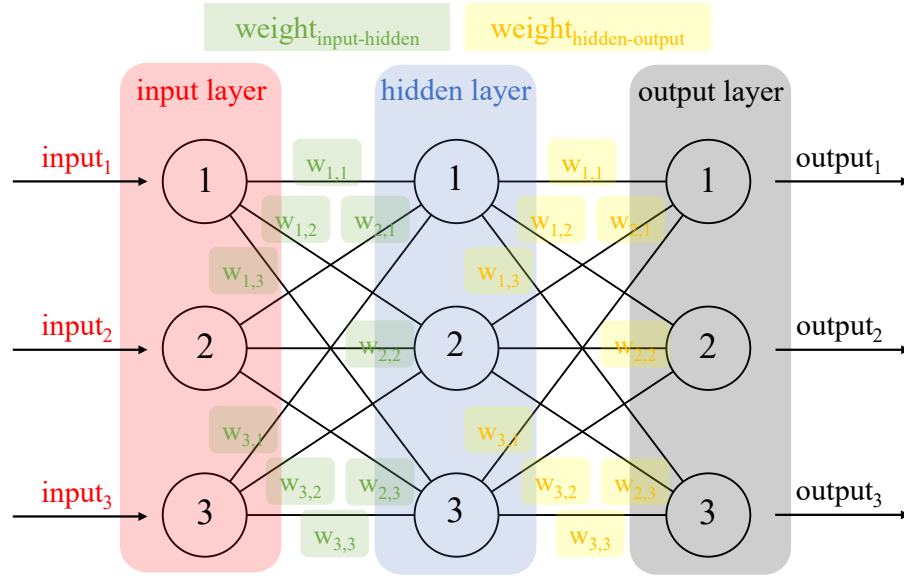 weight_input-hidden weight_hidden-output
input layer hidden layer output layer
input₁ 1 w₁,₁ 1 w₁,₁ 1 output₁
w₁,₂ w₂,₁ w₁,₂ w₂,₁
w₁,₃ w₁,₃
input₂ 2 w₂,₂ 2 w₂,₂ 2 output₂
w₃,₁ w₃,₁
w₃,₂ w₂,₃ w₃,₂ w₂,₃
input₃ 3 3 3 output₃
w₃,₃ w₃,₃